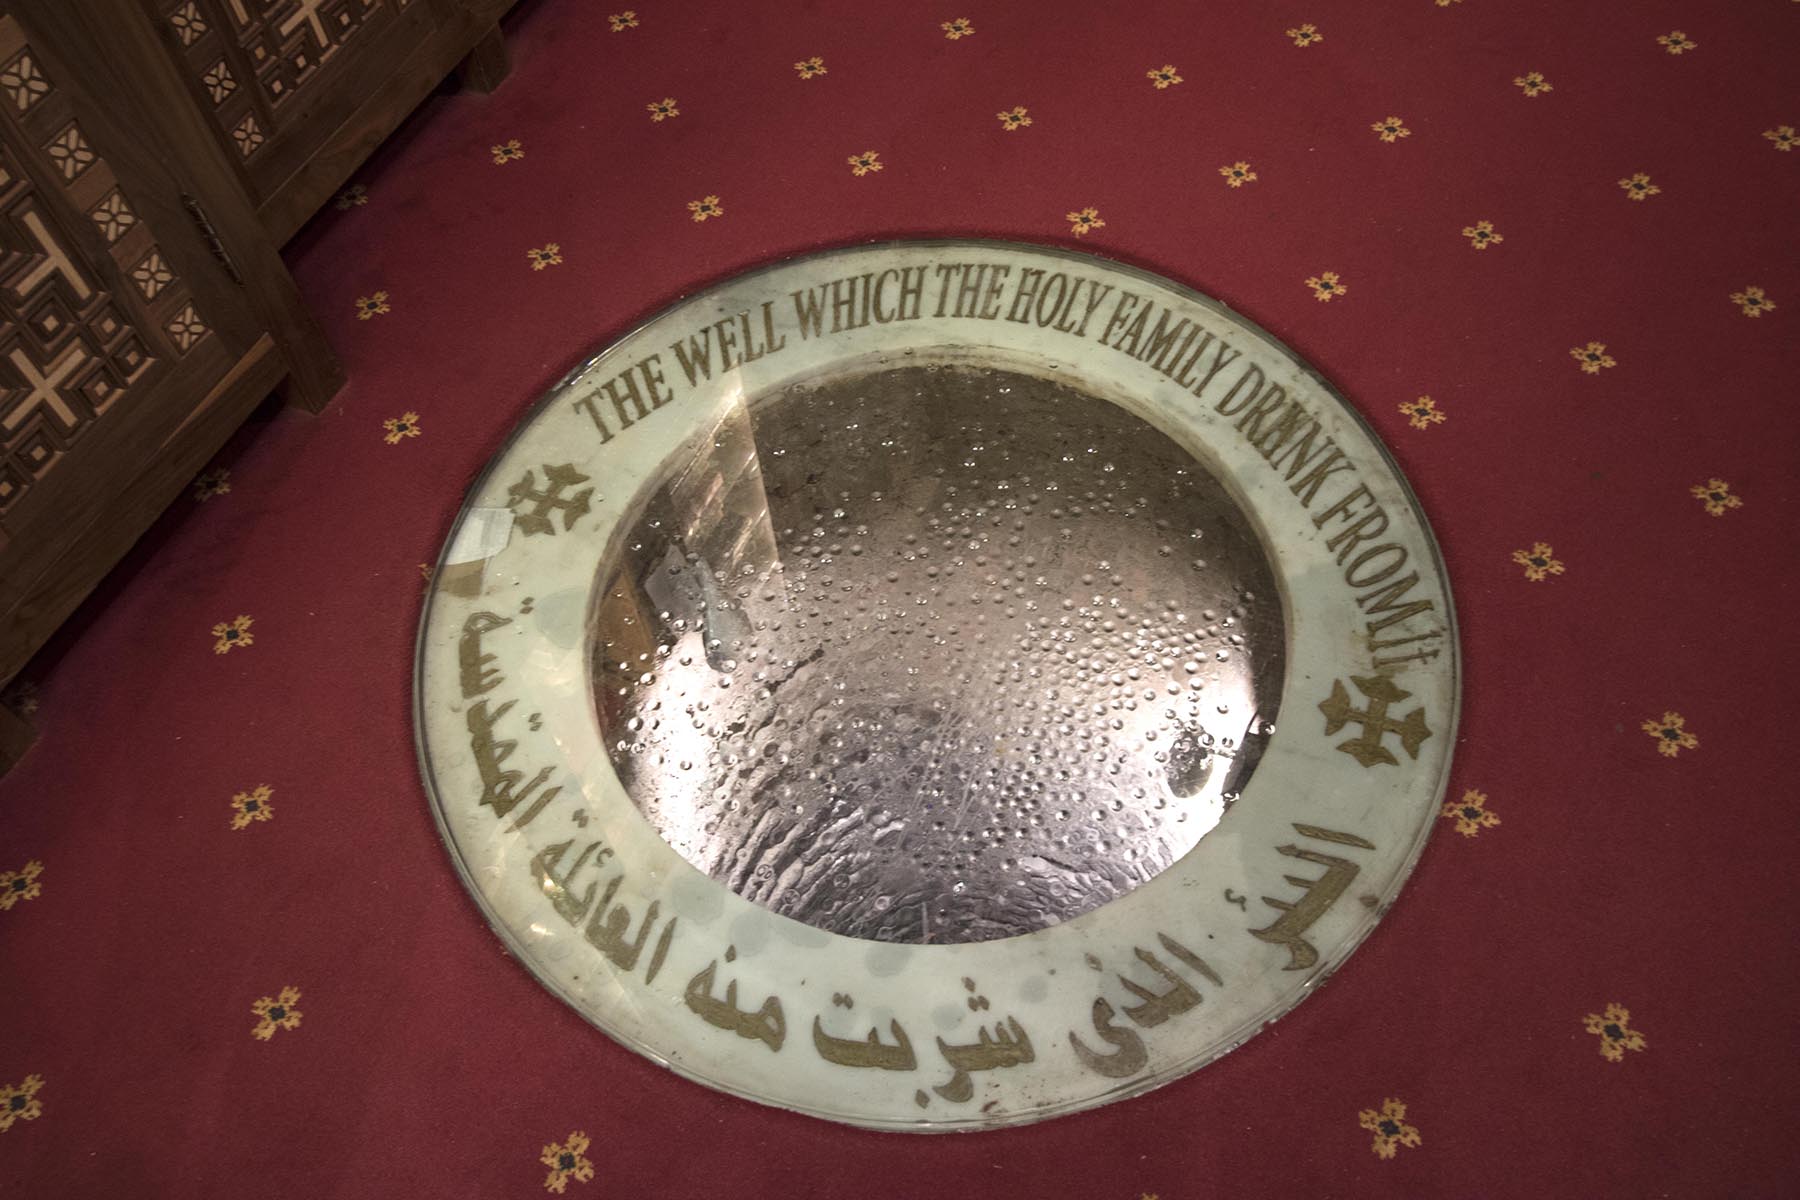 THE WELL WHICH THE HOLY FAMILY DRINK FROM IT
البئر الذى شربت منه العائلة المقدسة